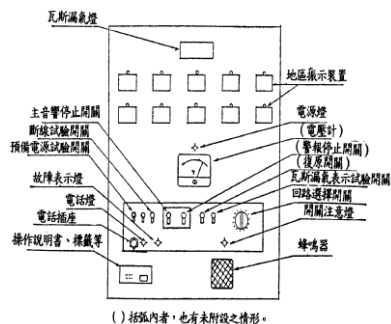 瓦斯漏氣燈
地區表示裝置
主音響停止開關
斷線試驗開關
預備電源試驗開關
故障表示燈
電話燈
電話插座
操作說明書、標籤等
電源燈
(電壓計)
(警報停止開關)
(復原開關)
瓦斯漏氣表示試驗開關
回路選擇開關
開關注意燈
蜂鳴器
( )括弧內者,也有未附設之情形。